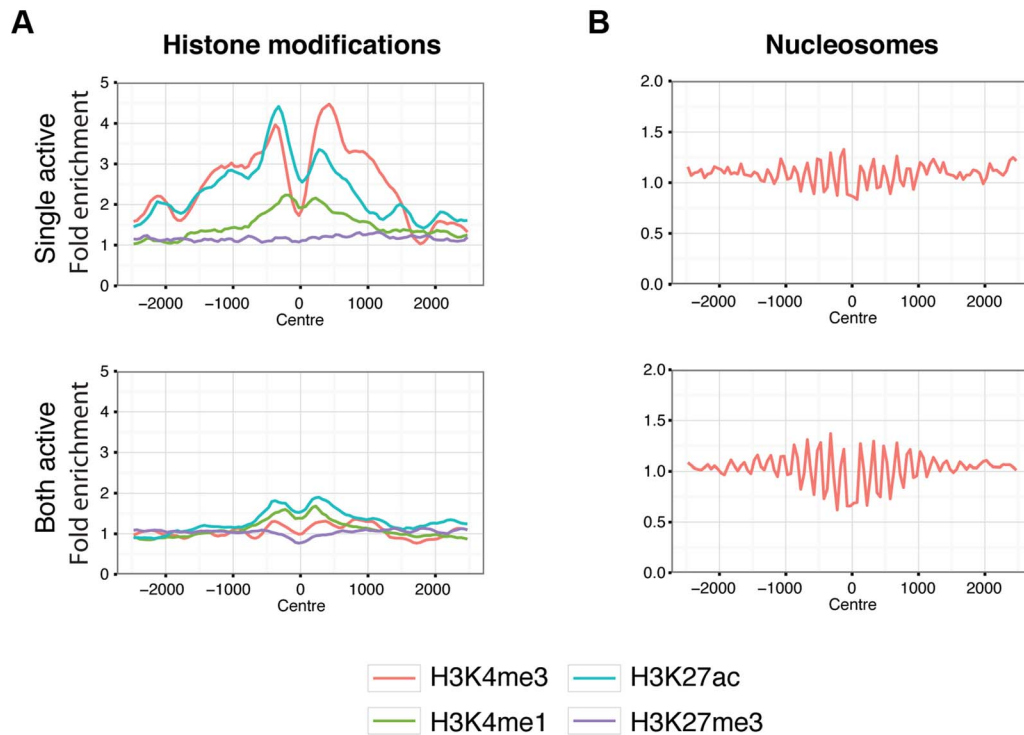 A
Histone modifications
B
Nucleosomes
Single active
Fold enrichment
5
4
3
2
1
0
−2000 −1000 0 1000 2000
Centre
2.0
1.5
1.0
0.5
0.0
−2000 −1000 0 1000 2000
Centre
Both active
Fold enrichment
5
4
3
2
1
0
−2000 −1000 0 1000 2000
Centre
2.0
1.5
1.0
0.5
0.0
−2000 −1000 0 1000 2000
Centre
H3K4me3 H3K27ac
H3K4me1 H3K27me3